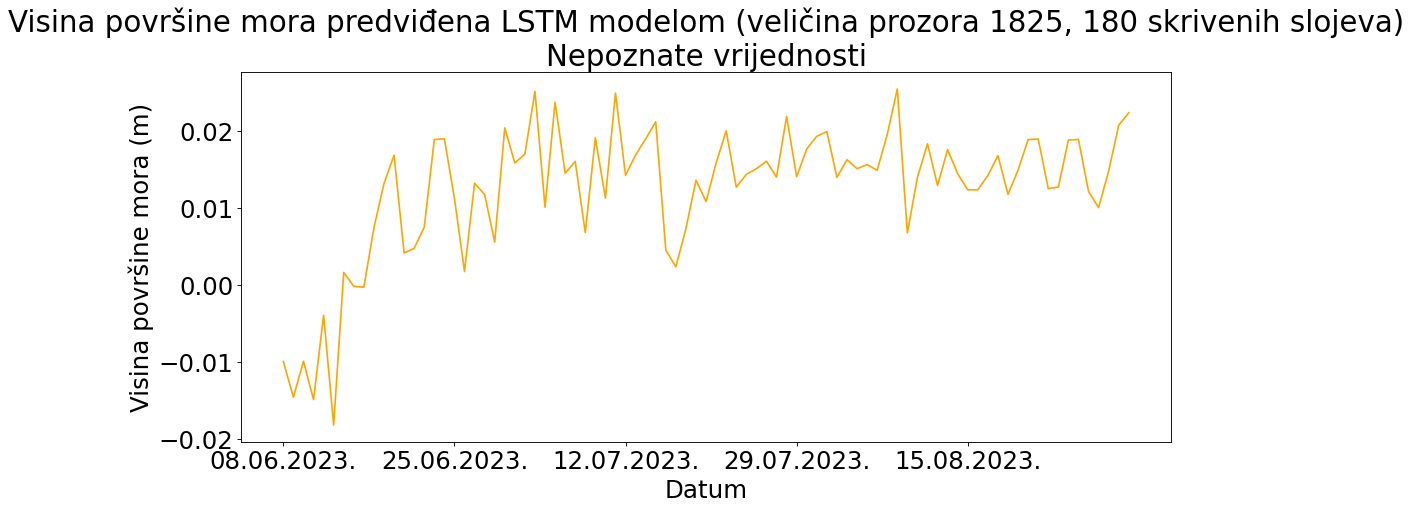 Visina površine mora predviđena LSTM modelom (veličina prozora 1825, 180 skrivenih slojeva)
Nepoznate vrijednosti
Visina površine mora (m)
0.02
0.01
0.00
−0.01
−0.02
08.06.2023. 25.06.2023. 12.07.2023. 29.07.2023. 15.08.2023.
Datum